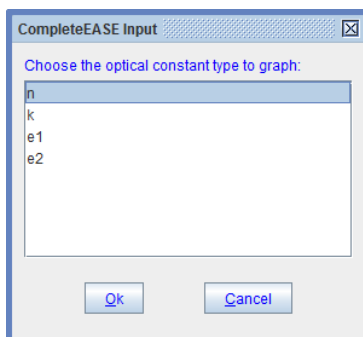 CompleteEASE Input
Choose the optical constant type to graph:
n
k
e1
e2
Ok Cancel